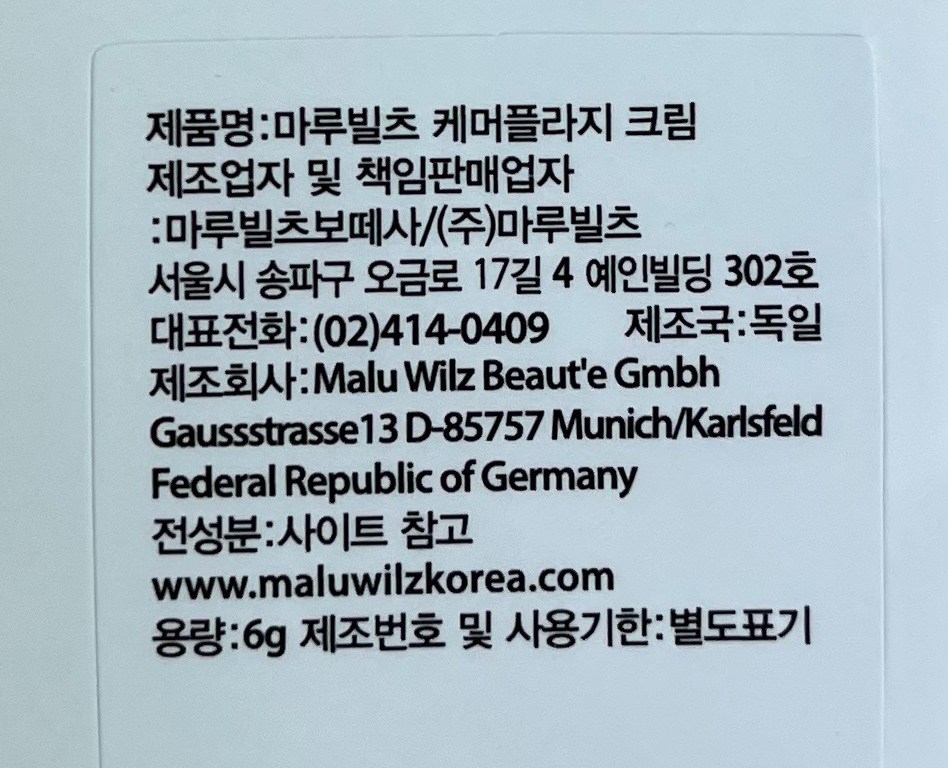 제품명:마루빌츠 케머플라지 크림
제조업자 및 책임판매업자
:마루빌츠보떼사/(주)마루빌츠
서울시 송파구 오금로 17길 4 예인빌딩 302호
대표전화:(02)414-0409 제조국:독일
제조회사:Malu Wilz Beaut'e Gmbh
Gaussstrasse13 D-85757 Munich/Karlsfeld
Federal Republic of Germany
전성분:사이트 참고
www.maluwilzkorea.com
용량:6g 제조번호 및 사용기한:별도표기